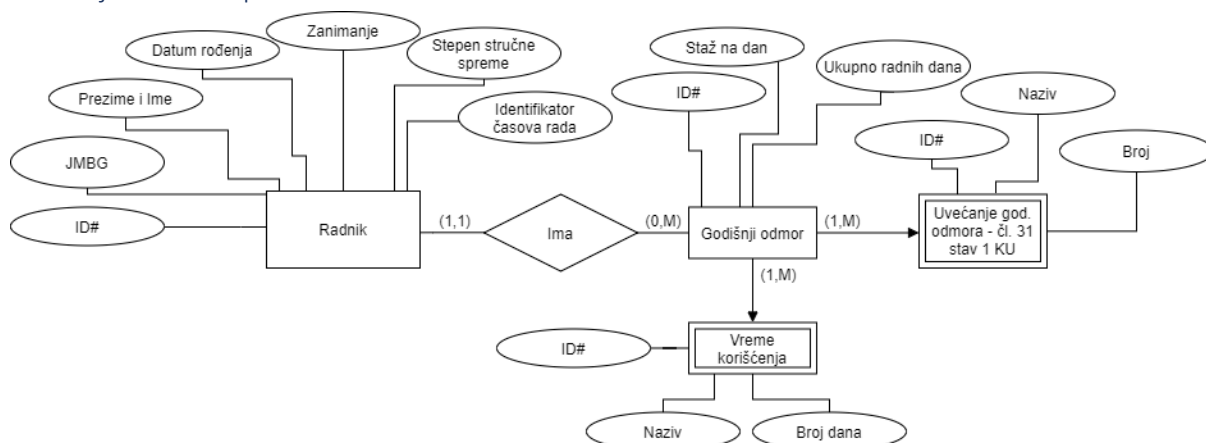 Zanimanje
Datum rođenja
Stepen stručne
spreme
Staž na dan
Ukupno radnih dana
Prezime i Ime
ID#
Naziv
Identifikator
časova rada
ID#
Broj
JMBG
ID#
Radnik
(1,1)
Ima
(0,M)
Godišnji odmor
(1,M)
Uvećanje god.
odmora - čl. 31
stav 1 KU
(1,M)
ID#
Vreme
korišćenja
Naziv
Broj dana